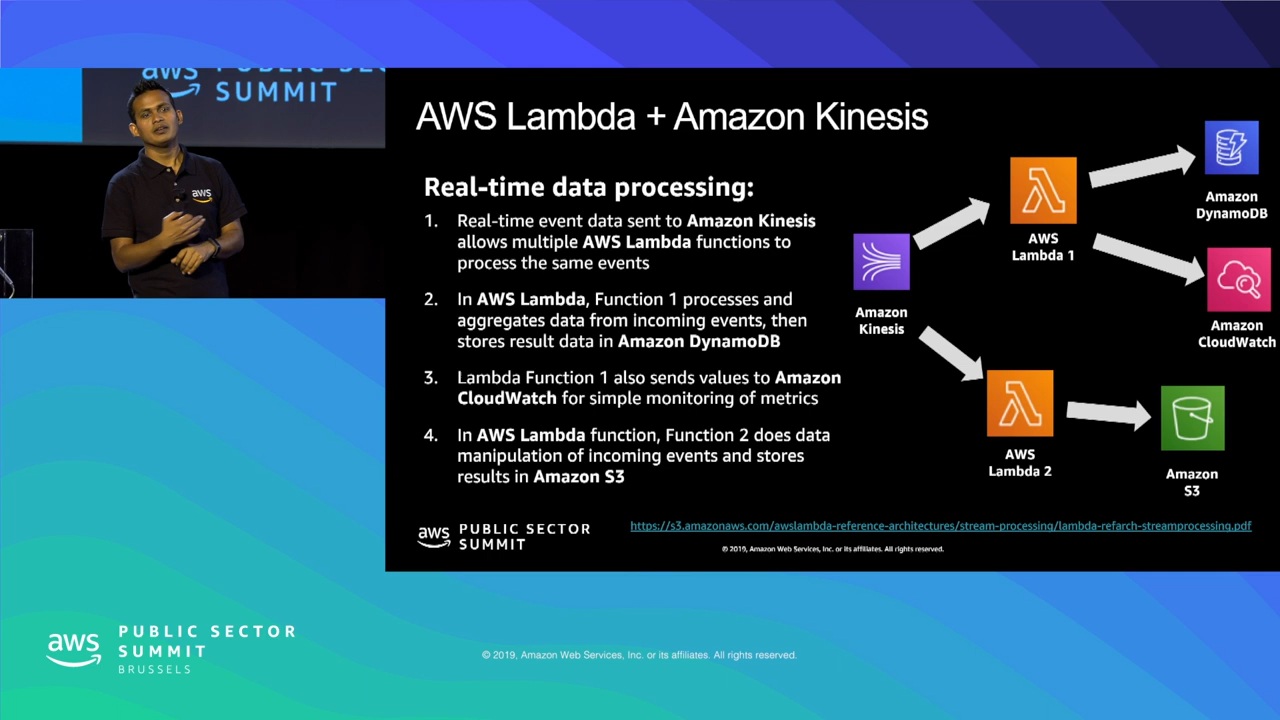 aws PUBLIC SEC
SUMMIT
aws
AWS Lambda + Amazon Kinesis
Real-time data processing:
1. Real-time event data sent to Amazon Kinesis
allows multiple AWS Lambda functions to
process the same events
2. In AWS Lambda, Function 1 processes and
aggregates data from incoming events, then
stores result data in Amazon DynamoDB
3. Lambda Function 1 also sends values to Amazon
CloudWatch for simple monitoring of metrics
4. In AWS Lambda function, Function 2 does data
manipulation of incoming events and stores
results in Amazon S3
Amazon
Kinesis
AWS
Lambda 1
Amazon
DynamoDB
Amazon
CloudWatch
AWS
Lambda 2
Amazon
S3
aws PUBLIC SECTOR
SUMMIT
https://s3.amazonaws.com/awslambda-reference-architectures/stream-processing/lambda-refarch-streamprocessing.pdf
© 2019, Amazon Web Services, Inc. or its affiliates. All rights reserved.
aws PUBLIC SECTOR
SUMMIT
BRUSSELS
© 2019, Amazon Web Services, Inc. or its affiliates. All rights reserved.